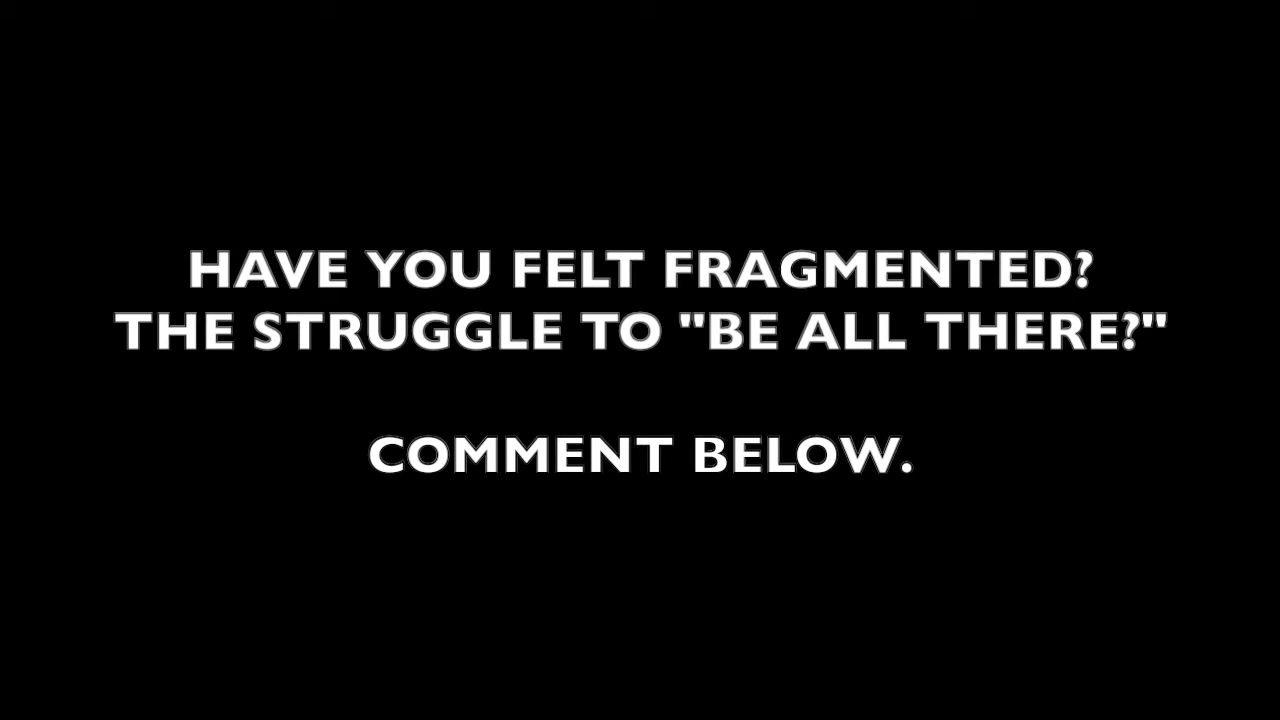 HAVE YOU FELT FRAGMENTED?
THE STRUGGLE TO "BE ALL THERE?"
COMMENT BELOW.